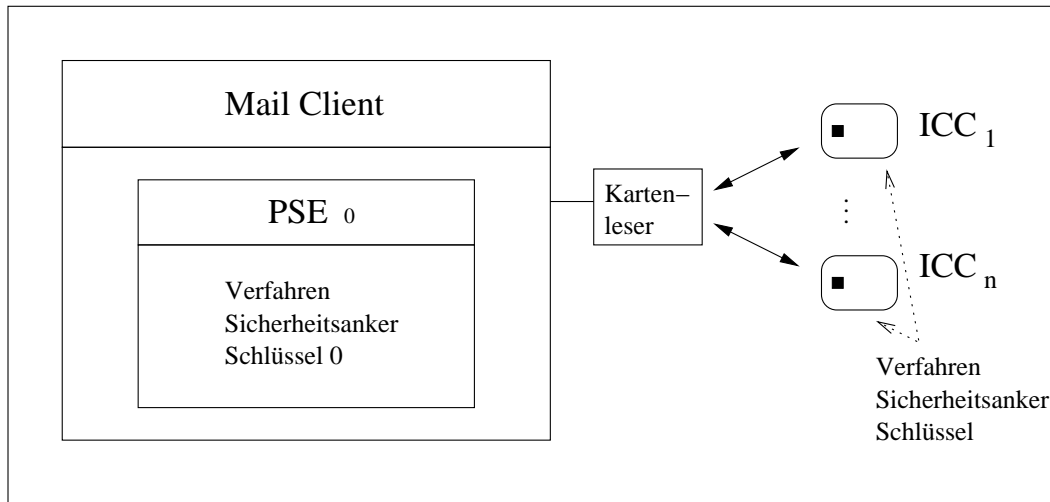 Mail Client
PSE 0
Verfahren
Sicherheitsanker
Schlüssel 0
Karten–
leser
ICC 1
⋮
ICC n
Verfahren
Sicherheitsanker
Schlüssel